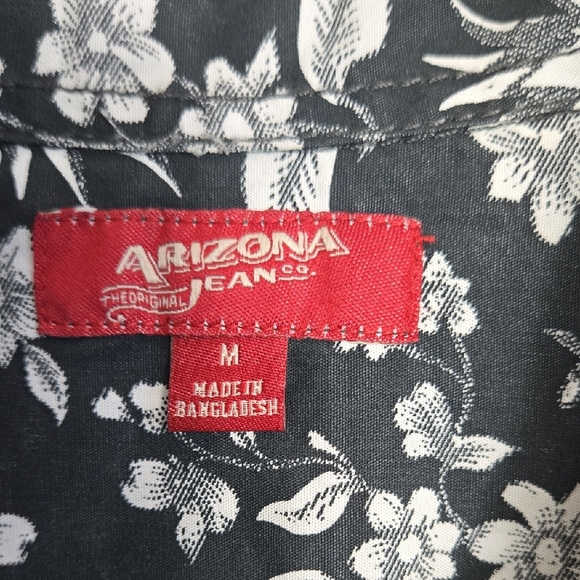 ARIZONA
THE ORIGINAL JEAN CO.
M
MADE IN
BANGLADESH